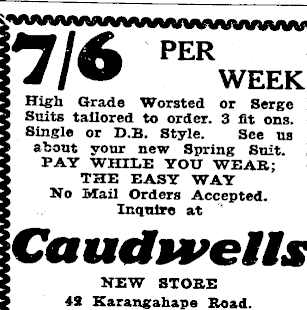 7/6 PER
WEEK
High Grade Worsted or Serge
Suits tailored to order. 3 fit ons.
Single or D.B. Style. See us
about your new Spring Suit.
PAY WHILE YOU WEAR;
THE EASY WAY
No Mail Orders Accepted.
Inquire at
Caudwells
NEW STORE
42 Karangahape Road.